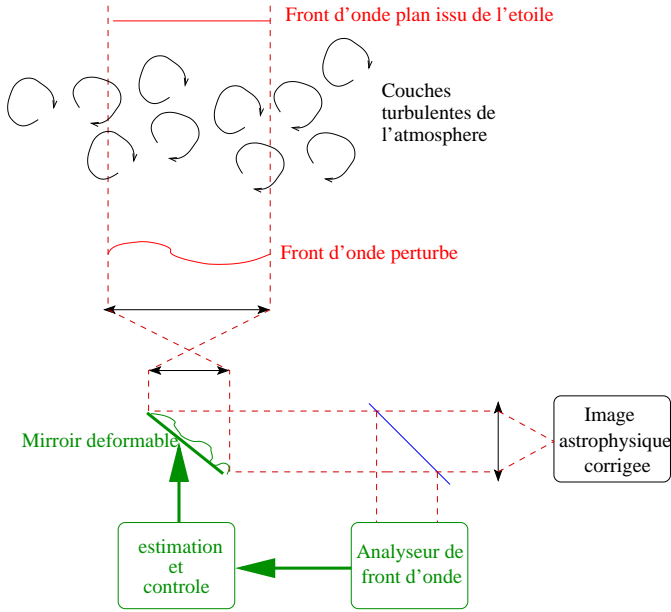 Front d'onde plan issu de l'etoile
Couches
turbulentes de
l'atmosphere
Front d'onde perturbe
Mirroir deformable
Image
astrophysique
corrigee
estimation
et
controle
Analyseur de
front d'onde